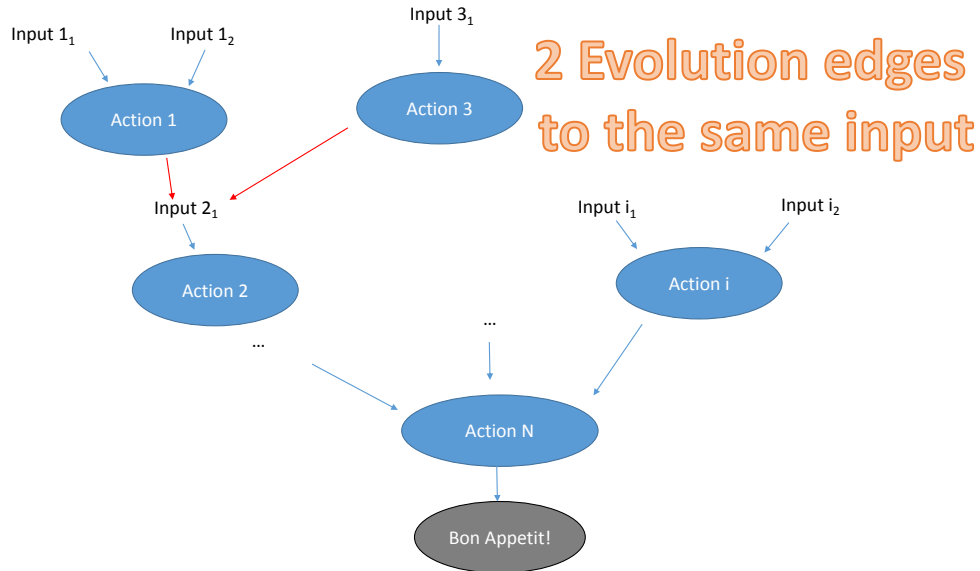 Input 1₁
Input 1₂
Input 3₁
2 Evolution edges
to the same input
Action 1
Action 3
Input 2₁
Input i₁
Input i₂
Action 2
Action i
...
...
Action N
Bon Appetit!